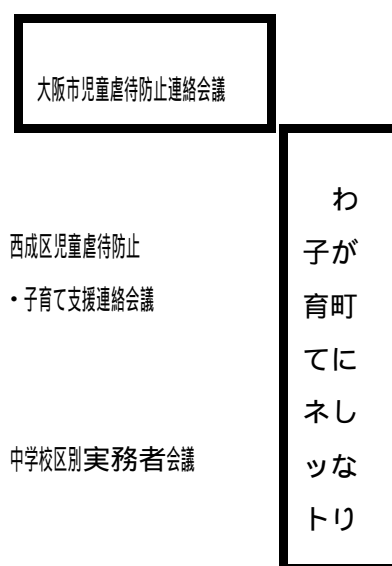 大阪市児童虐待防止連絡会議
西成区児童虐待防止
・子育て支援連絡会議
中学校区別実務者会議
わが町にしなり
子育てネット